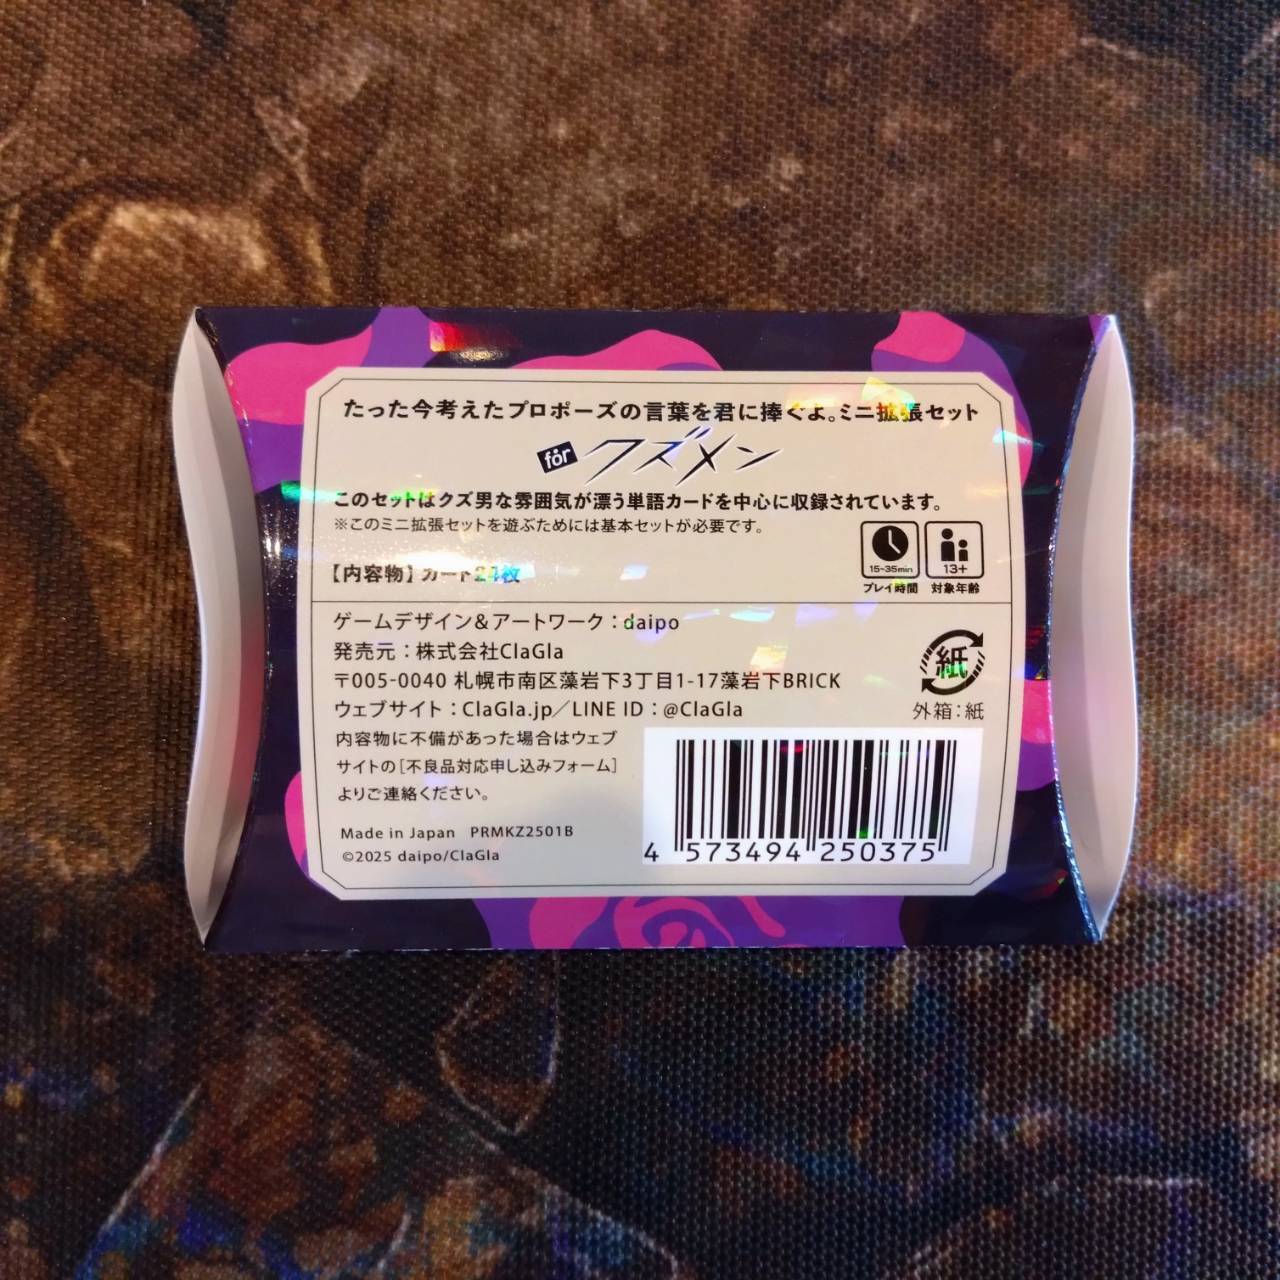 たった今考えたプロポーズの言葉を君に捧ぐよ。ミニ拡張セット
för クズメン
このセットはクズ男な雰囲気が漂う単語カードを中心に収録されています。
※このミニ拡張セットを遊ぶためには基本セットが必要です。
【内容物】カード24枚
15~35min
プレイ時間
13+
対象年齢
ゲームデザイン&アートワーク：daipo
発売元：株式会社ClaGla
〒005-0040 札幌市南区藻岩下3丁目1-17藻岩下BRICK
ウェブサイト：ClaGla.jp／LINE ID：@ClaGla
紙
外箱：紙
内容物に不備があった場合はウェブ
サイトの[不良品対応申し込みフォーム]
よりご連絡ください。
Made in Japan PRMKZ2501B
©2025 daipo/ClaGla
4 573494 250375